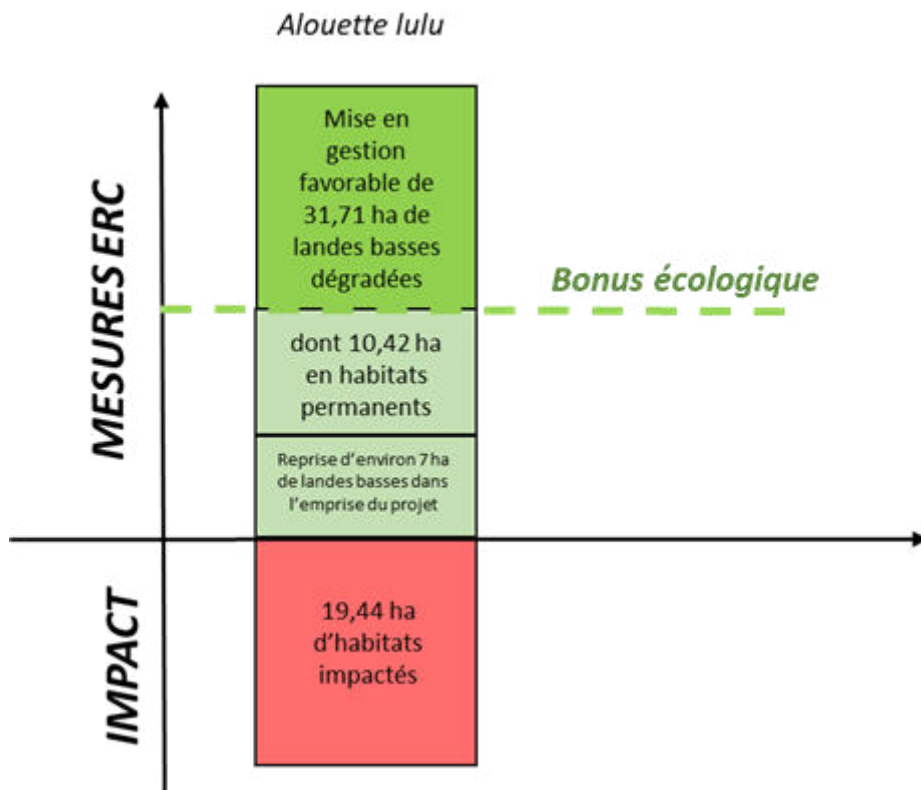 Alouette lulu
MESURES ERC
Mise en
gestion
favorable de
31,71 ha de
landes basses
dégradées
Bonus écologique
dont 10,42 ha
en habitats
permanents
Reprise d'environ 7 ha
de landes basses dans
l'emprise du projet
IMPACT
19,44 ha
d'habitats
impactés